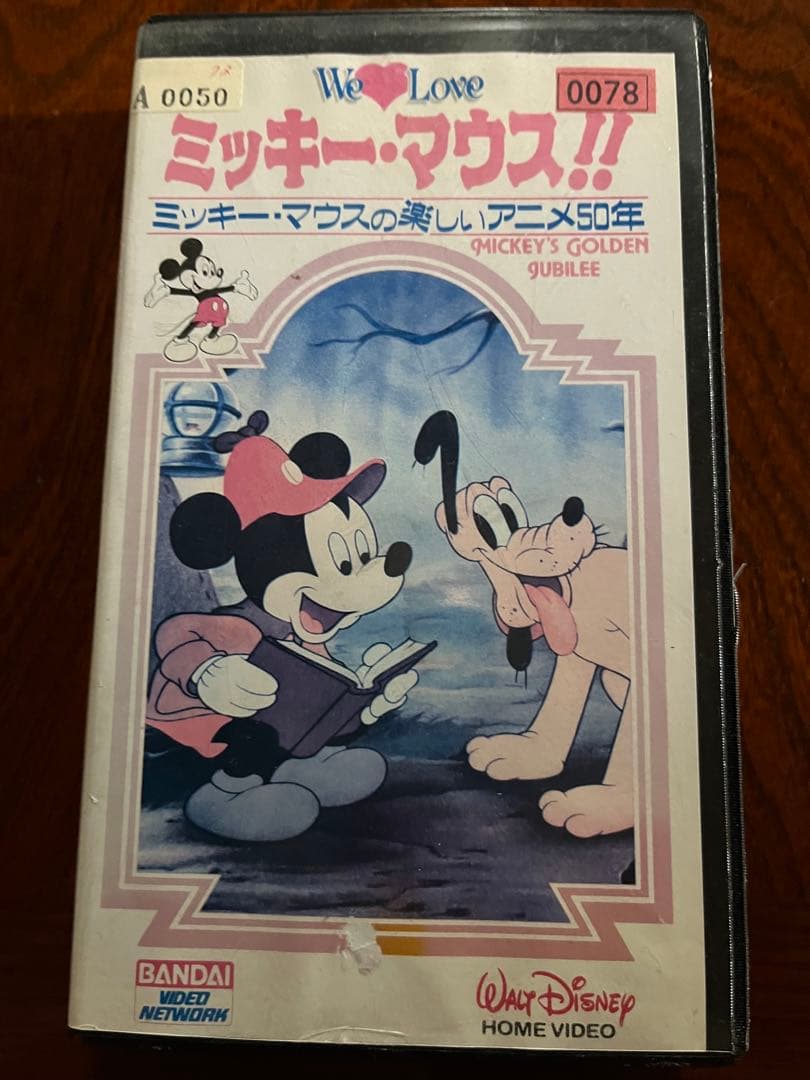 A 0050
We Love
0078
ミッキー・マウス!!
ミッキー・マウスの楽しいアニメ50年
MICKEY'S GOLDEN
JUBILEE
BANDAI
VIDEO
NETWORK
WALT DISNEY
HOME VIDEO